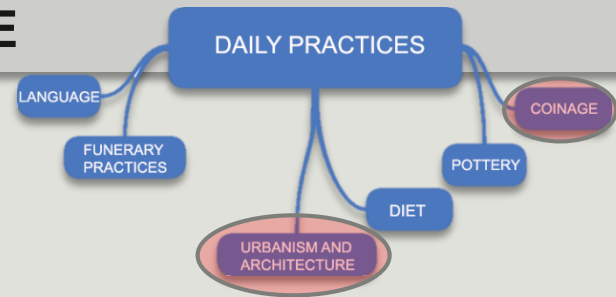 E
DAILY PRACTICES
LANGUAGE
COINAGE
FUNERARY
PRACTICES
POTTERY
DIET
URBANISM AND
ARCHITECTURE